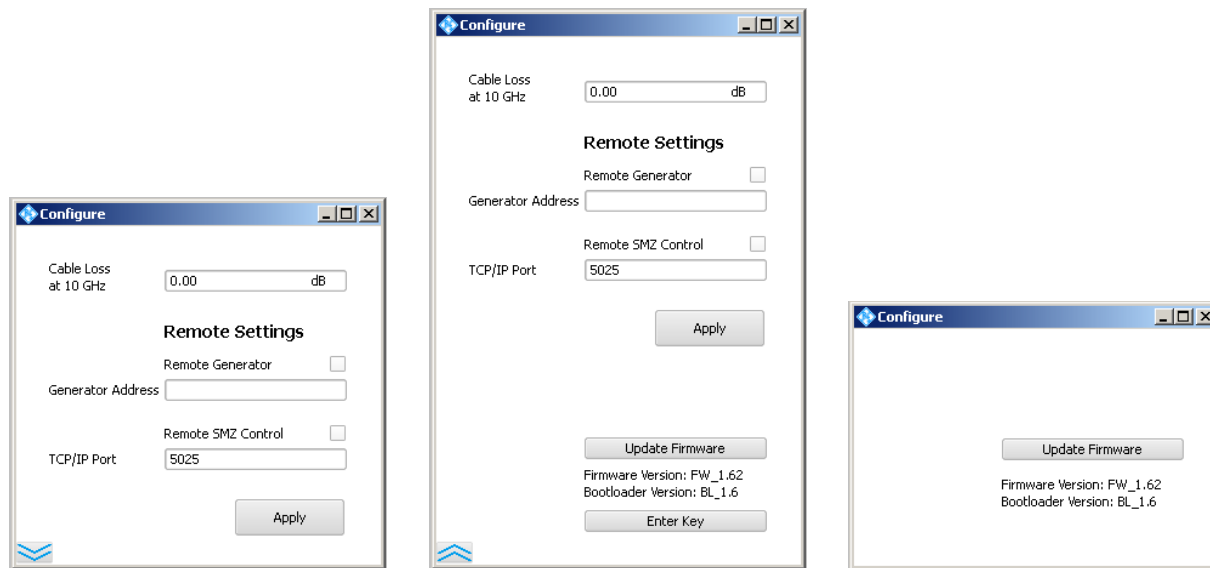 Configure
Cable Loss
at 10 GHz
0.00 dB
Remote Settings
Remote Generator
Generator Address
Remote SMZ Control
TCP/IP Port
5025
Apply
Configure
Cable Loss
at 10 GHz
0.00 dB
Remote Settings
Remote Generator
Generator Address
Remote SMZ Control
TCP/IP Port
5025
Apply
Update Firmware
Firmware Version: FW_1.62
Bootloader Version: BL_1.6
Enter Key
Configure
Update Firmware
Firmware Version: FW_1.62
Bootloader Version: BL_1.6